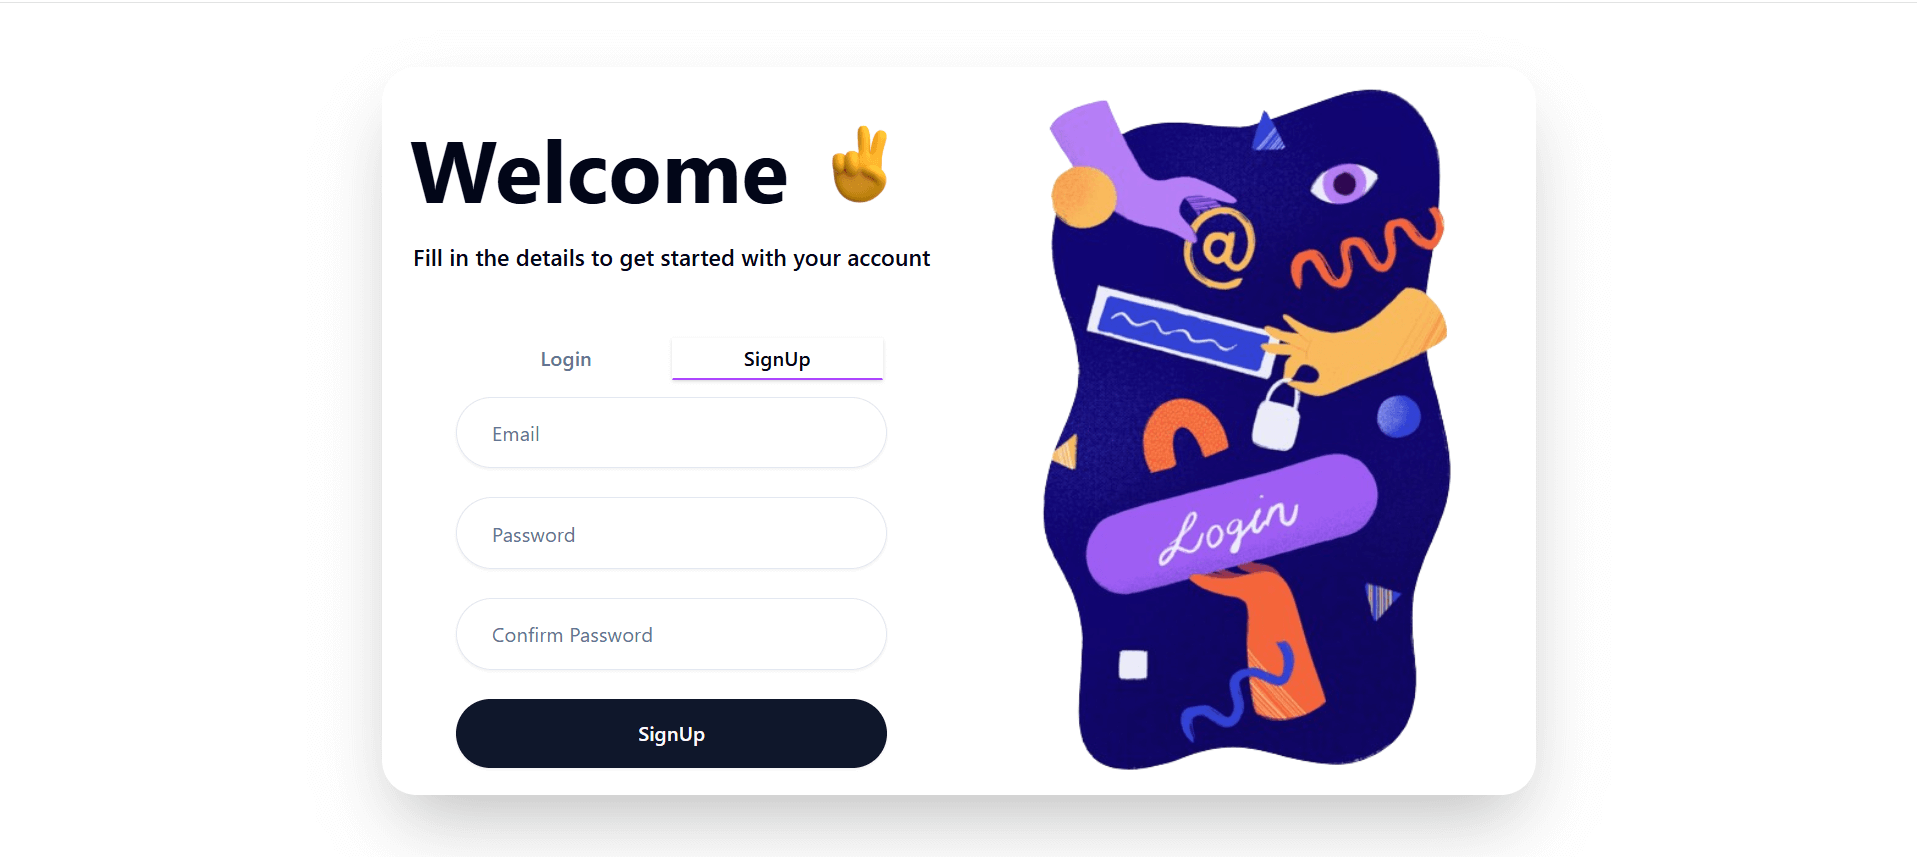 Welcome ✌
Fill in the details to get started with your account
Login
SignUp
Email
Password
Confirm Password
SignUp
@
Login